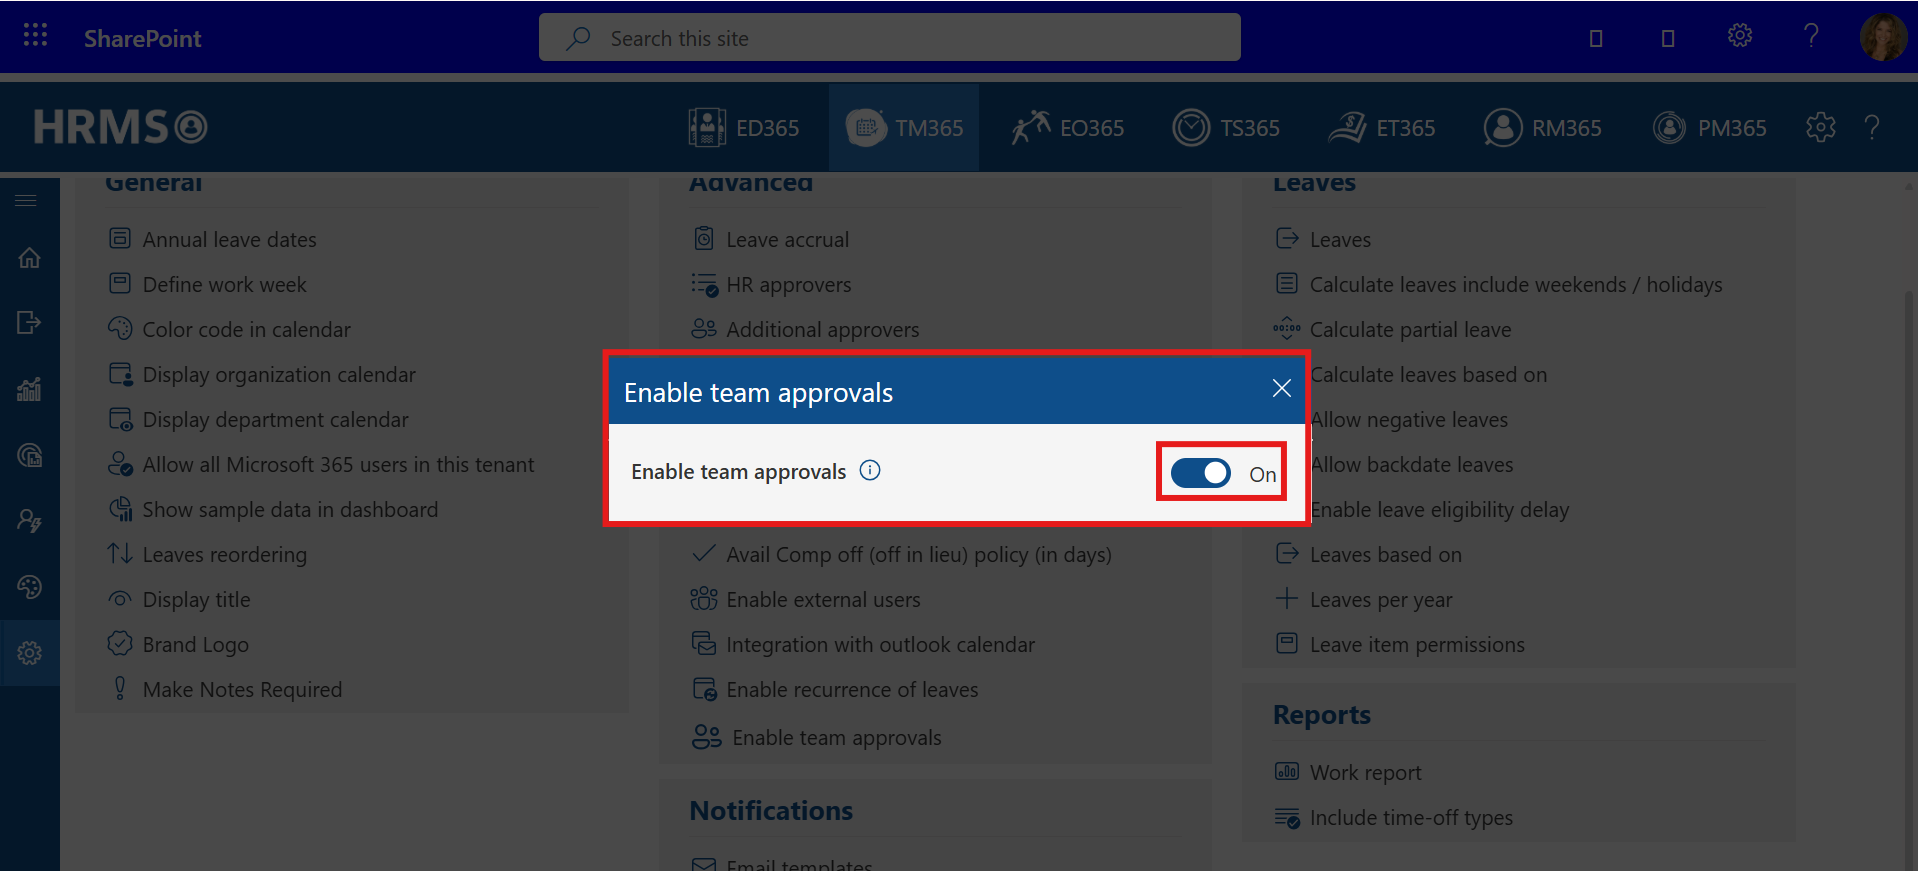 SharePoint
Search this site
HRMS
ED365
TM365
EO365
TS365
ET365
RM365
PM365
General
Annual leave dates
Define work week
Color code in calendar
Display organization calendar
Display department calendar
Allow all Microsoft 365 users in this tenant
Show sample data in dashboard
Leaves reordering
Display title
Brand Logo
Make Notes Required
Advanced
Leave accrual
HR approvers
Additional approvers
Enable team approvals
Enable team approvals
On
Avail Comp off (off in lieu) policy (in days)
Enable external users
Integration with outlook calendar
Enable recurrence of leaves
Enable team approvals
Notifications
Email templates
Leaves
Leaves
Calculate leaves include weekends / holidays
Calculate partial leave
Calculate leaves based on
Allow negative leaves
Allow backdate leaves
Enable leave eligibility delay
Leaves based on
Leaves per year
Leave item permissions
Reports
Work report
Include time-off types